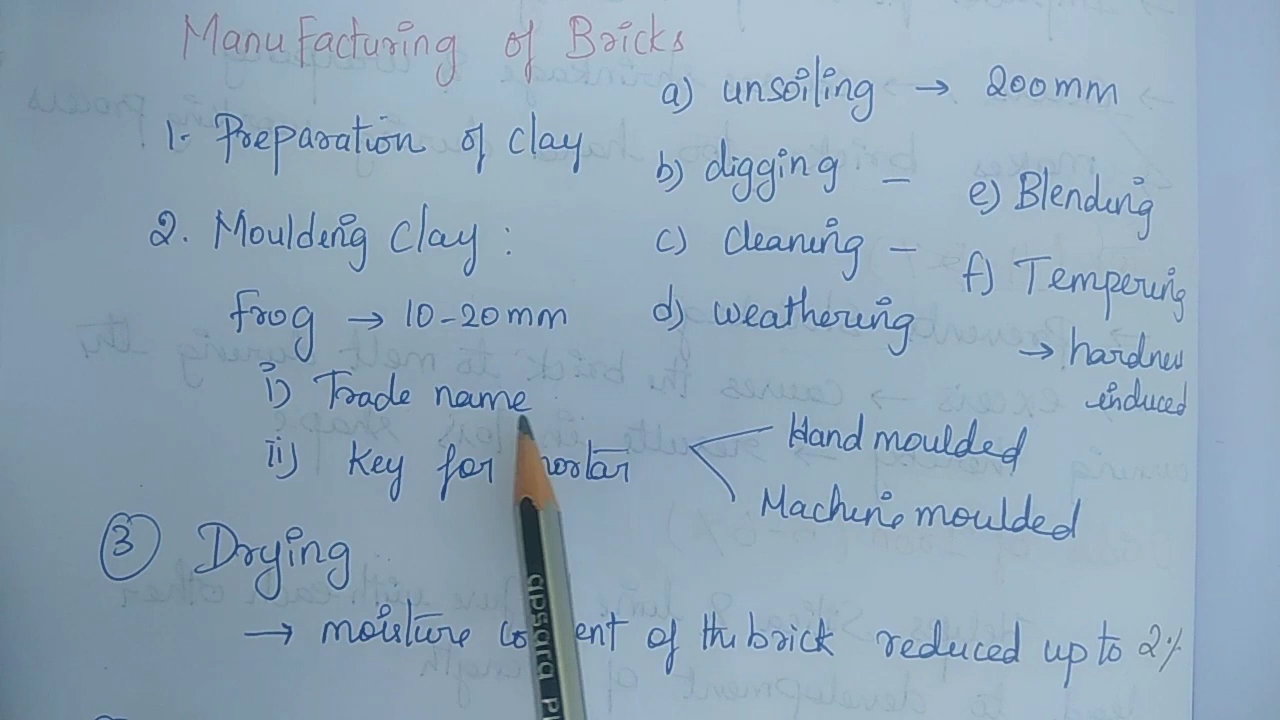 Manufacturing of Bricks
1. Preparation of clay
a) unsoiling → 200mm
b) digging –
c) cleaning –
d) weathering
e) Blending
f) Tempering
→ hardness induced
2. Moulding Clay :
frog → 10-20mm
i) Trade name
ii) Key for mortar
Hand moulded
Machine moulded
③ Drying
→ moisture content of the brick reduced up to 2%
apsara Pl